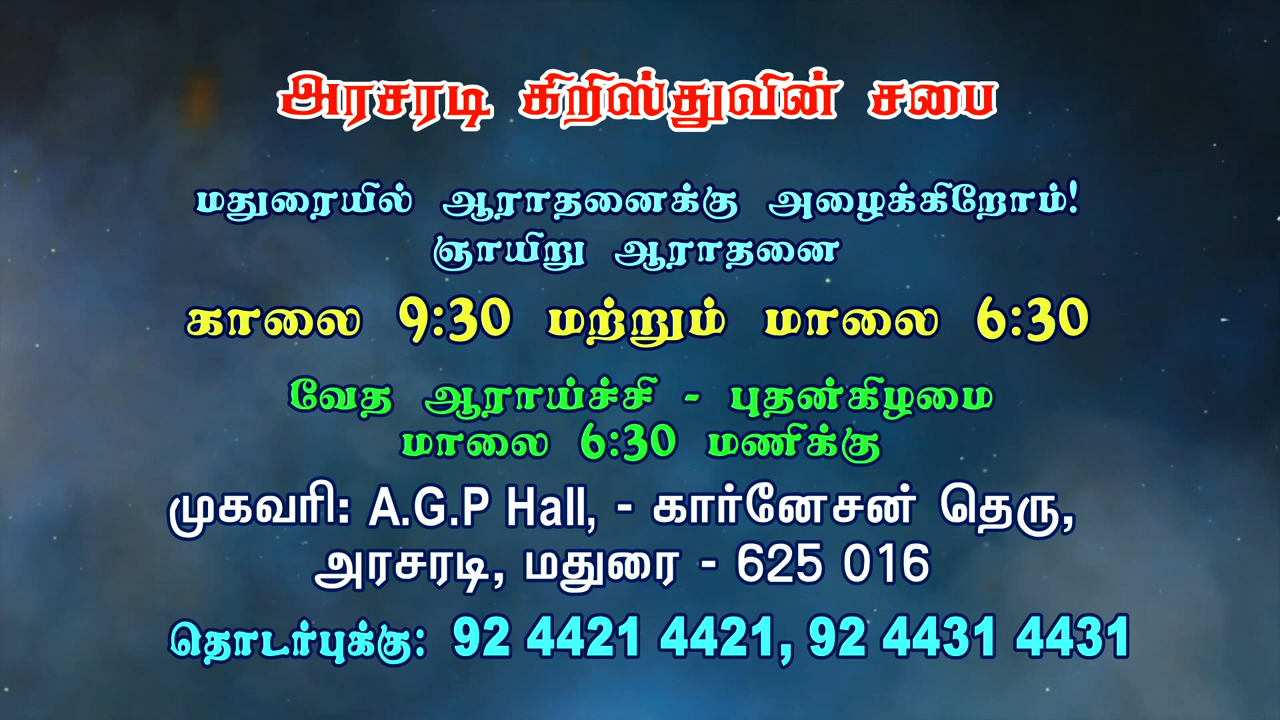 அரசரடி கிறிஸ்துவின் சபை
மதுரையில் ஆராதனைக்கு அழைக்கிறோம்!
ஞாயிறு ஆராதனை
காலை 9:30 மற்றும் மாலை 6:30
வேத ஆராய்ச்சி - புதன்கிழமை
மாலை 6:30 மணிக்கு
முகவரி: A.G.P Hall, - கார்னேசன் தெரு,
அரசரடி, மதுரை - 625 016
தொடர்புக்கு: 92 4421 4421, 92 4431 4431